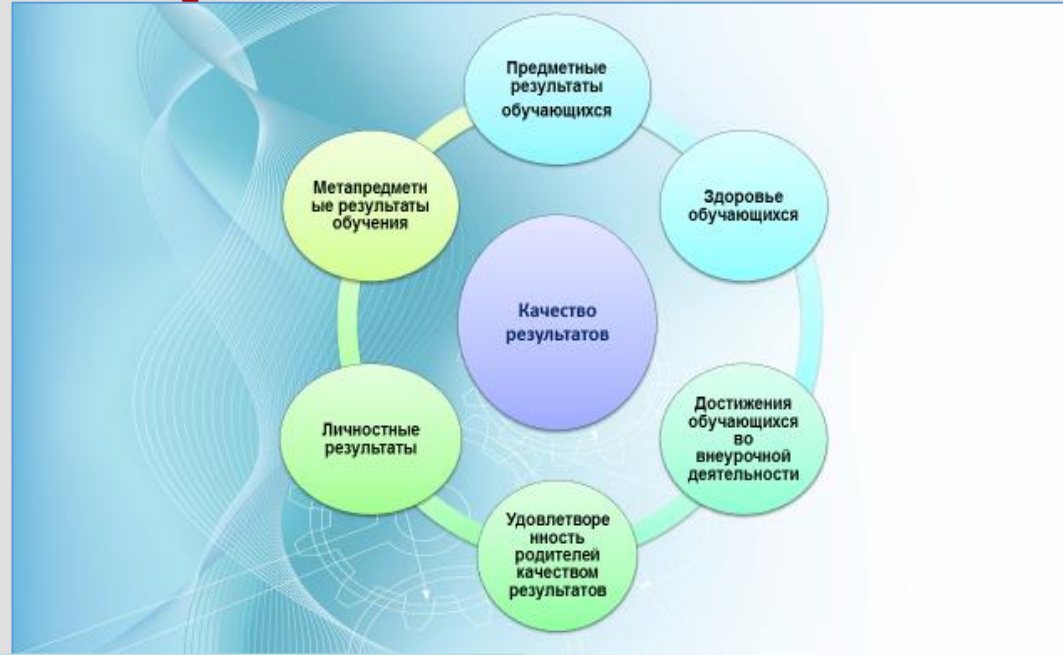 Предметные
результаты
обучающихся
Здоровье
обучающихся
Достижения
обучающихся
во
внеурочной
деятельности
Удовлетворе
нность
родителей
качеством
результатов
Личностные
результаты
Метапредметн
ые результаты
обучения
Качество
результатов